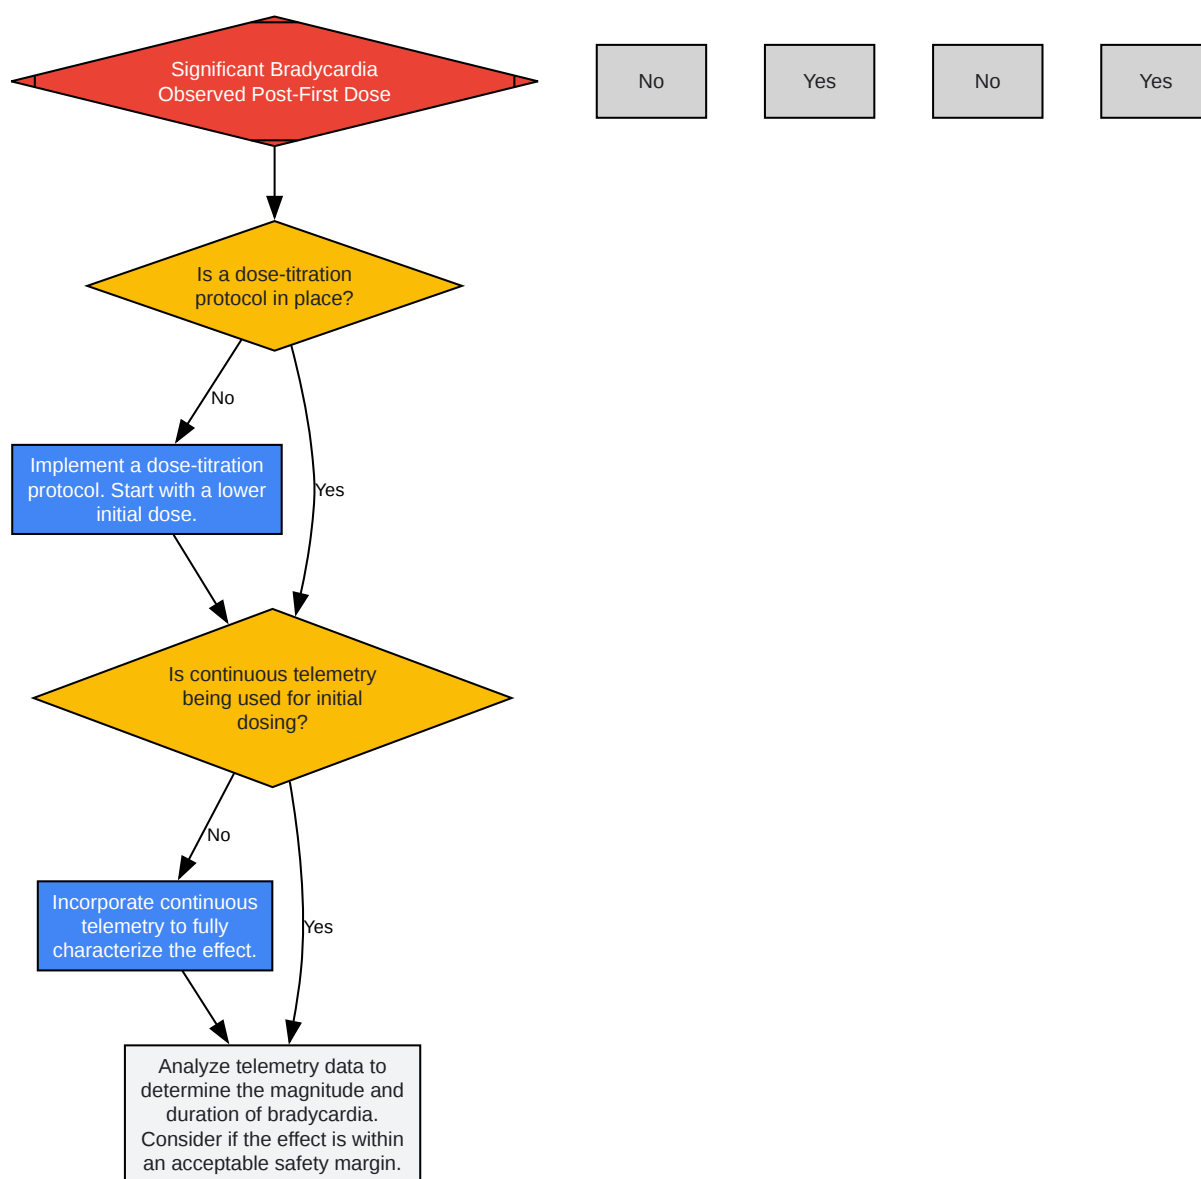 Significant Bradycardia
Observed Post-First Dose
No
Yes
No
Yes
Is a dose-titration
protocol in place?
No
Implement a dose-titration
protocol. Start with a lower
initial dose.
Yes
Is continuous telemetry
being used for initial
dosing?
No
Incorporate continuous
telemetry to fully
characterize the effect.
Yes
Analyze telemetry data to
determine the magnitude and
duration of bradycardia.
Consider if the effect is within
an acceptable safety margin.